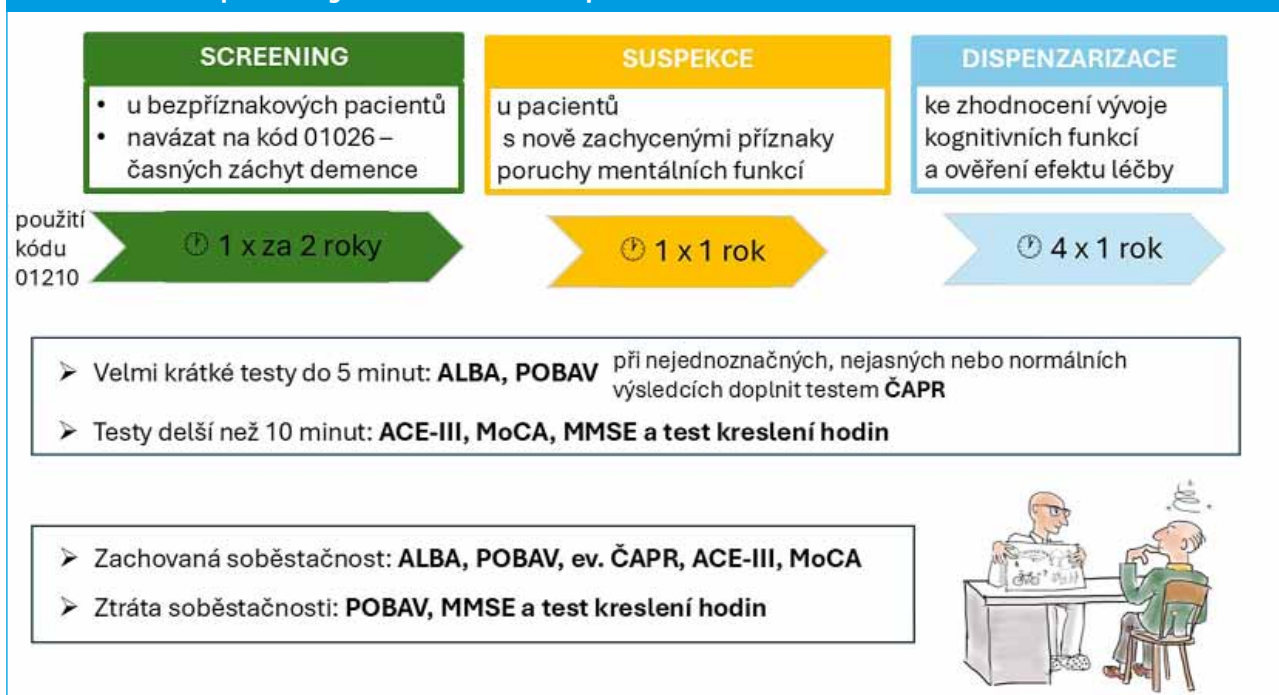 SCREENING
• u bezpříznakových pacientů
• navázat na kód 01026 –
časných záchyt demence
SUSPEKCE
u pacientů
s nově zachycenými příznaky
poruchy mentálních funkcí
DISPENZARIZACE
ke zhodnocení vývoje
kognitivních funkcí
a ověření efektu léčby
použití
kódu
01210
1 x za 2 roky
1 x 1 rok
4 x 1 rok
➤ Velmi krátké testy do 5 minut: ALBA, POBAV
při nejednoznačných, nejasných nebo normálních
výsledcích doplnit testem ČAPR
➤ Testy delší než 10 minut: ACE-III, MoCA, MMSE a test kreslení hodin
➤ Zachovaná soběstačnost: ALBA, POBAV, ev. ČAPR, ACE-III, MoCA
➤ Ztráta soběstačnosti: POBAV, MMSE a test kreslení hodin